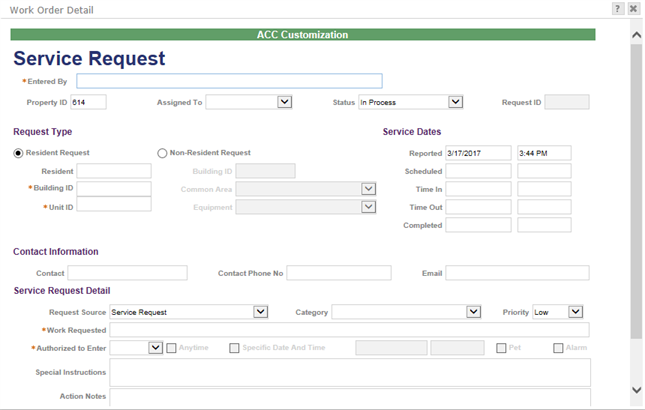 Work Order Detail ? ×
ACC Customization
Service Request
*Entered By
Property ID 614 Assigned To Status In Process Request ID
Request Type Service Dates
Resident Request Non-Resident Request Reported 3/17/2017 3:44 PM
Resident Building ID Scheduled
*Building ID Common Area Time In
*Unit ID Equipment Time Out
Completed
Contact Information
Contact Contact Phone No Email
Service Request Detail
Request Source Service Request Category Priority Low
*Work Requested
*Authorized to Enter Anytime Specific Date And Time Pet Alarm
Special Instructions
Action Notes